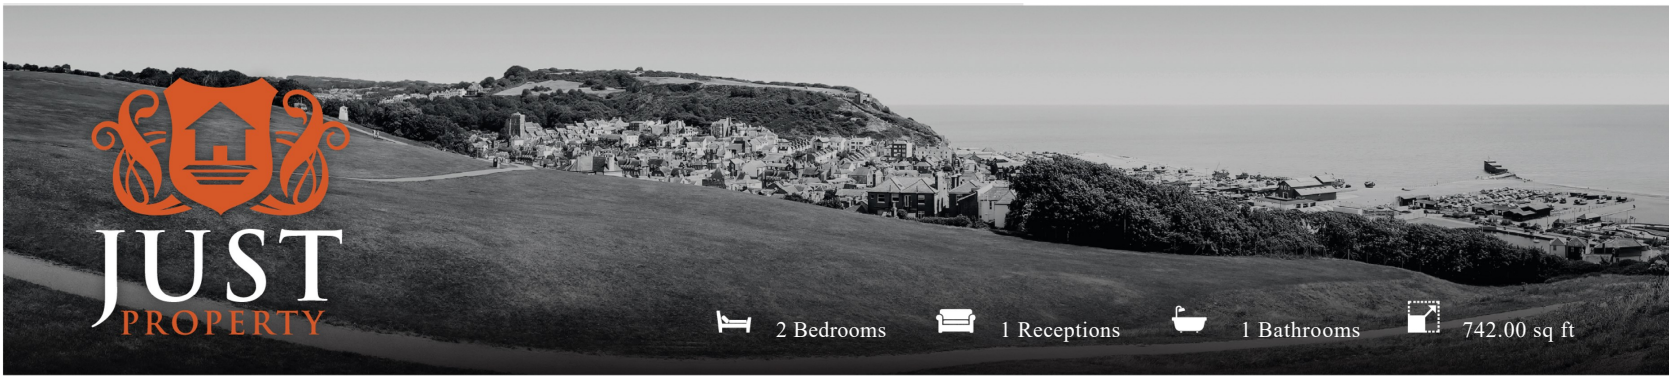 JUST
PROPERTY
2 Bedrooms
1 Receptions
1 Bathrooms
742.00 sq ft